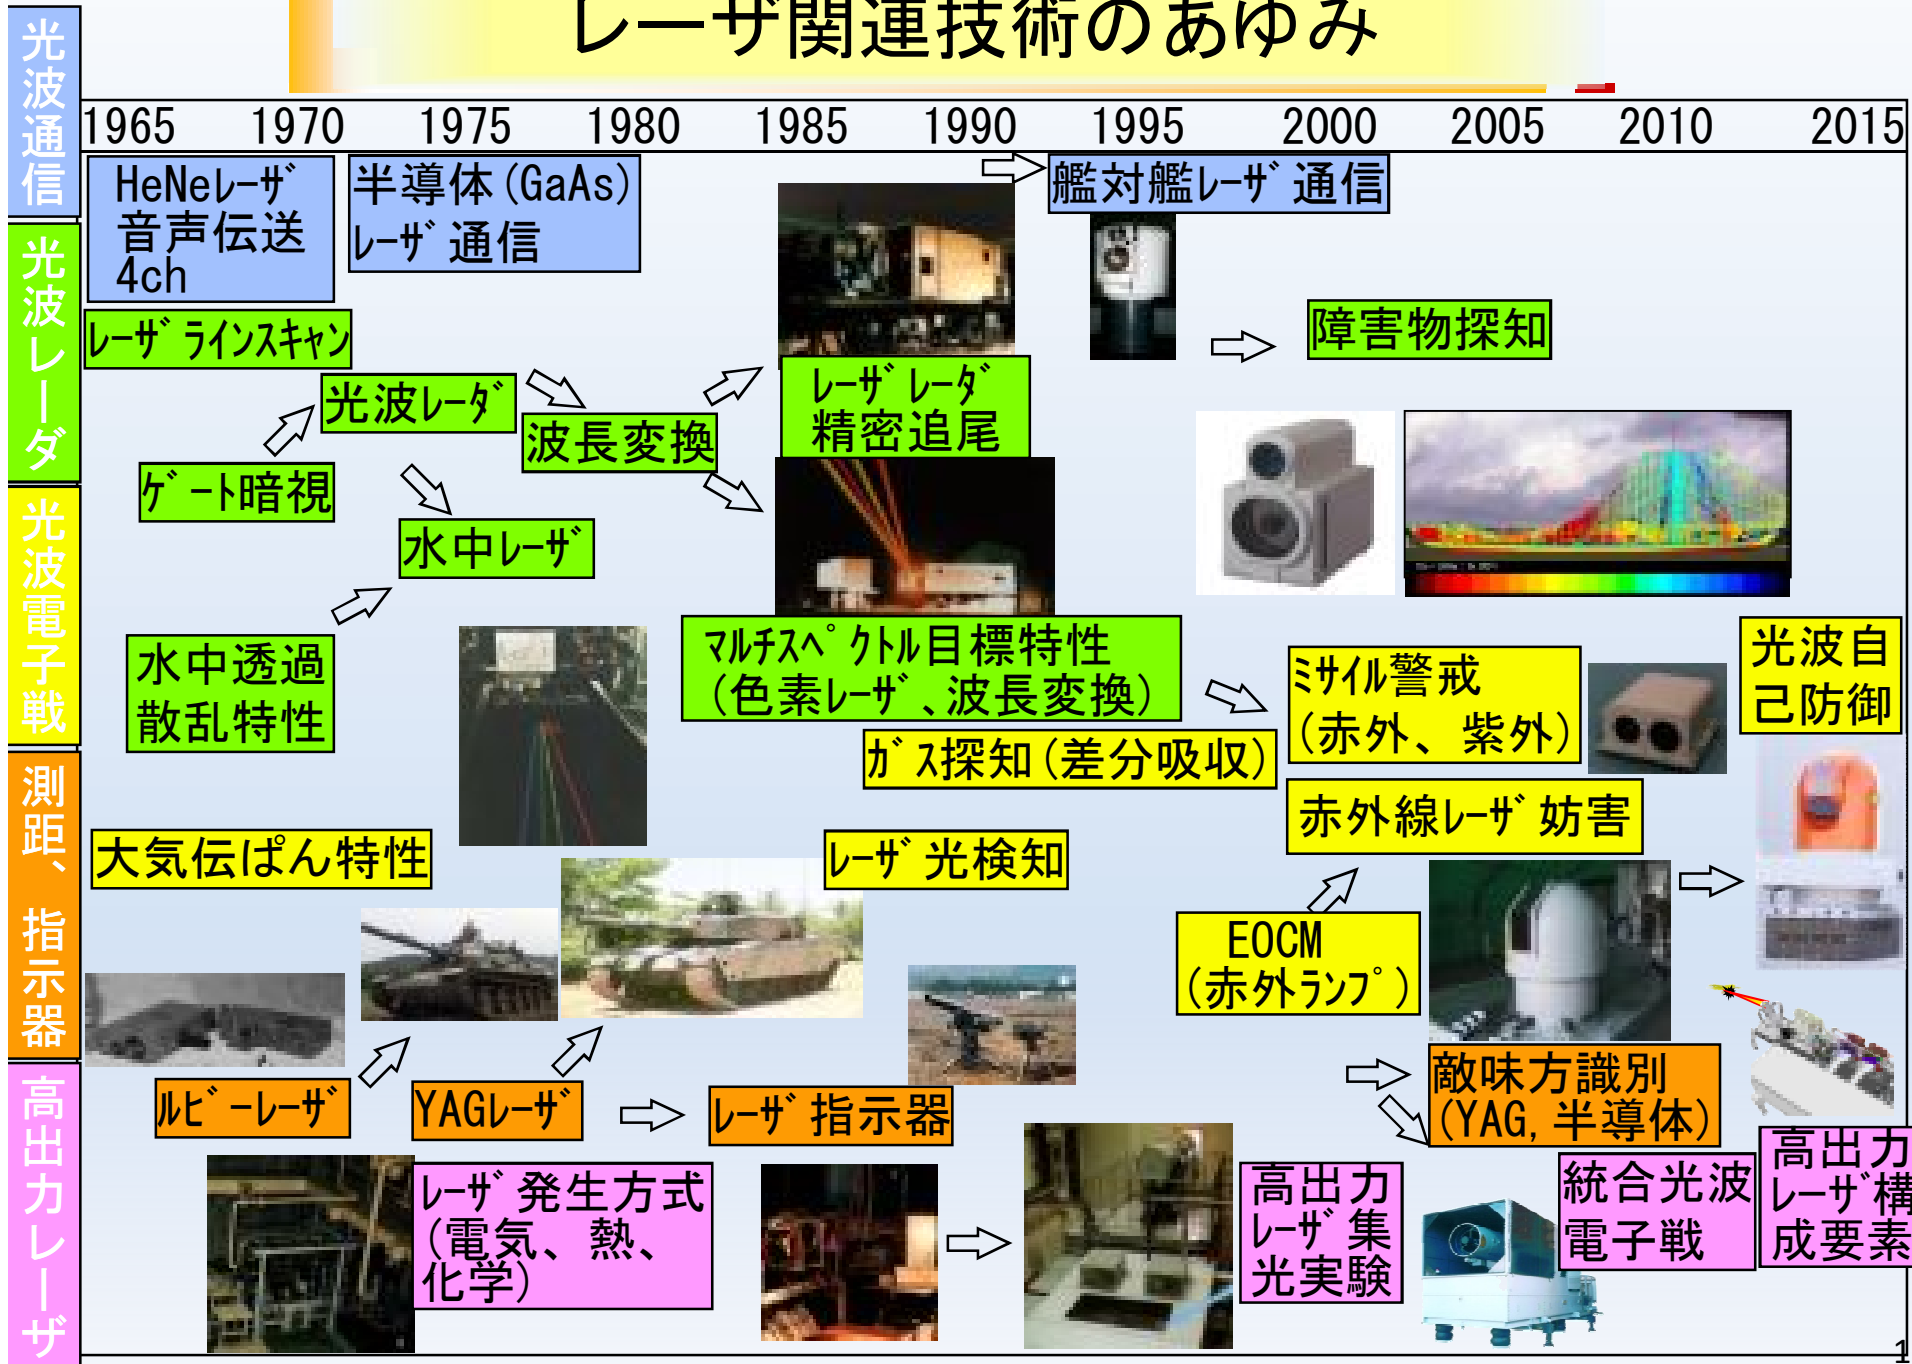 レーザ関連技術のあゆみ
光波通信
光波レーダ
光波電子戦
測距、指示器
高出力レーザ
1965 1970 1975 1980 1985 1990 1995 2000 2005 2010 2015
HeNeﾚｰｻﾞ
音声伝送
4ch
半導体(GaAs)
ﾚｰｻﾞ通信
艦対艦ﾚｰｻﾞ通信
ﾚｰｻﾞﾗｲﾝｽｷｬﾝ
障害物探知
光波ﾚｰﾀﾞ
波長変換
ﾚｰｻﾞﾚｰﾀﾞ
精密追尾
ｹﾞｰﾄ暗視
水中ﾚｰｻﾞ
水中透過
散乱特性
ﾏﾙﾁｽﾍﾟｸﾄﾙ目標特性
(色素ﾚｰｻﾞ、波長変換)
ﾐｻｲﾙ警戒
(赤外、紫外)
光波自
己防御
ｶﾞｽ探知(差分吸収)
赤外線ﾚｰｻﾞ妨害
大気伝ぱん特性
ﾚｰｻﾞ光検知
EOCM
(赤外ﾗﾝﾌﾟ)
ﾙﾋﾞｰﾚｰｻﾞ
YAGﾚｰｻﾞ
ﾚｰｻﾞ指示器
敵味方識別
(YAG,半導体)
ﾚｰｻﾞ発生方式
(電気、熱、
化学)
高出力
ﾚｰｻﾞ集
光実験
統合光波
電子戦
高出力
ﾚｰｻﾞ構
成要素
1